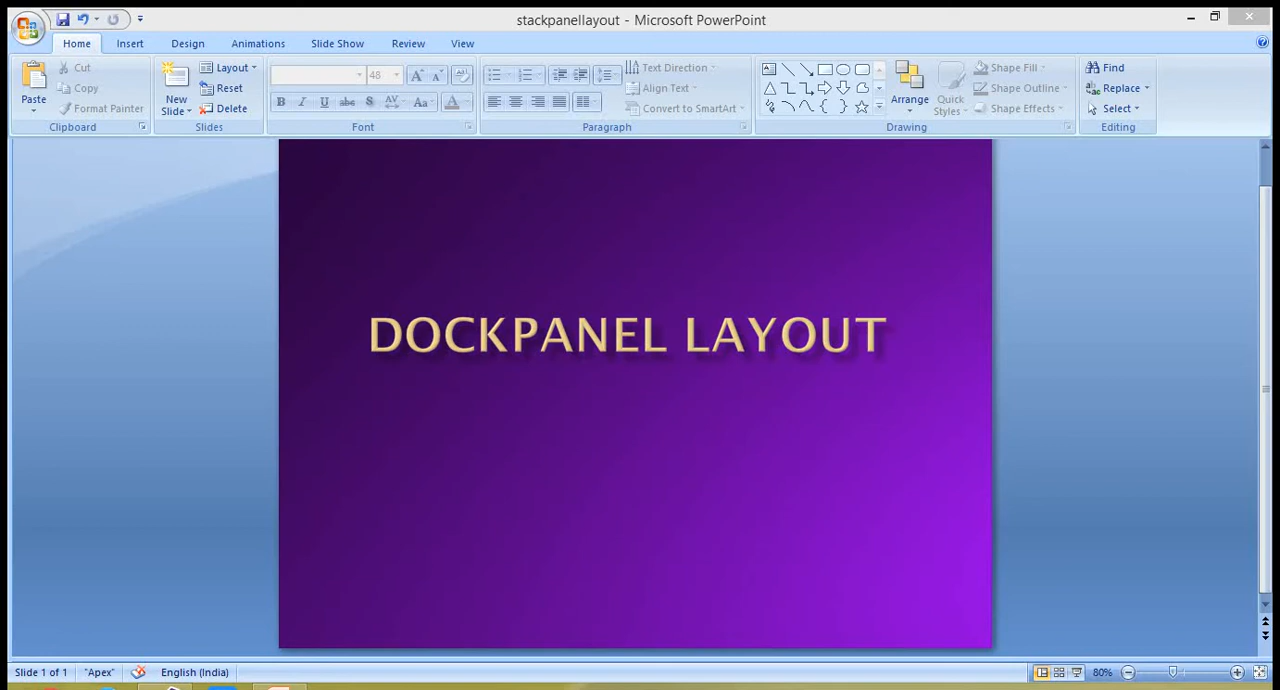 stackpanellayout - Microsoft PowerPoint
Home Insert Design Animations Slide Show Review View
Paste
Cut
Copy
Format Painter
Clipboard
New Slide
Layout
Reset
Delete
Slides
48
B I U abc S AV Aa A
Font
Text Direction
Align Text
Convert to SmartArt
Paragraph
Arrange
Quick Styles
Shape Fill
Shape Outline
Shape Effects
Drawing
Find
Replace
Select
Editing
DOCKPANEL LAYOUT
Slide 1 of 1 "Apex" English (India) 80%